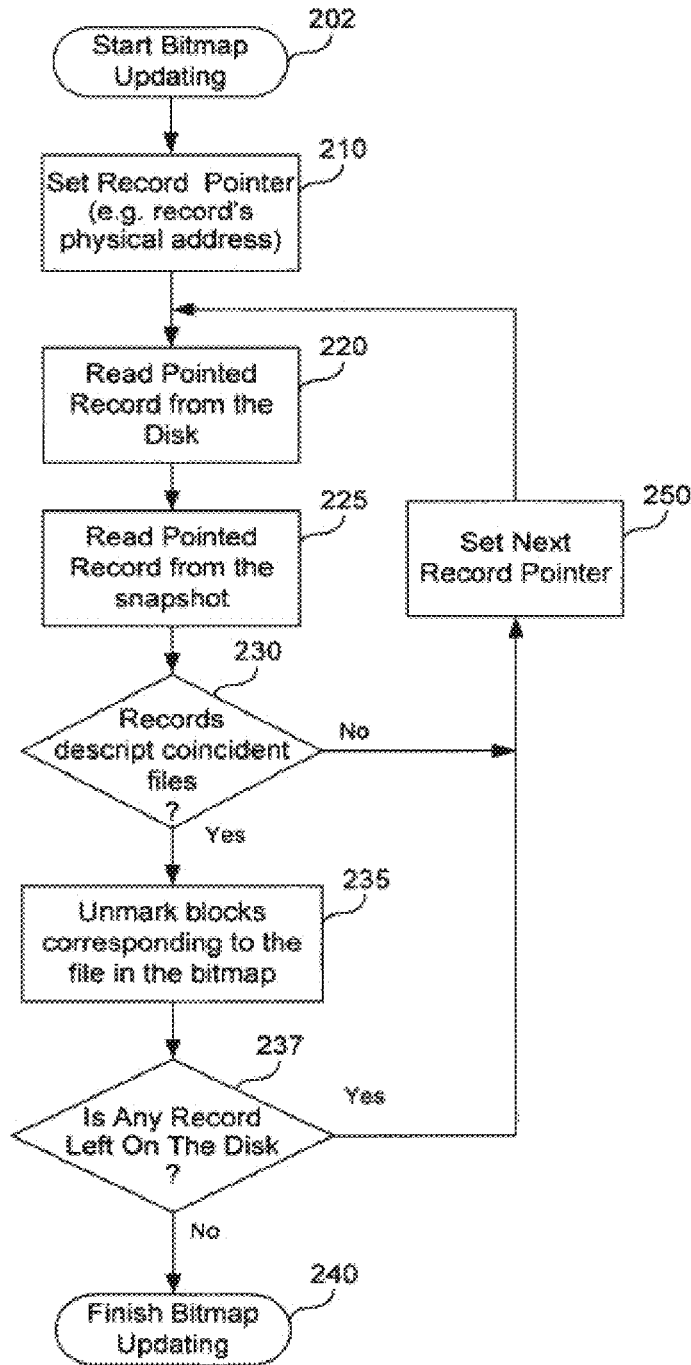 202
Start Bitmap
Updating
210
Set Record Pointer
(e.g. record's
physical address)
220
Read Pointed
Record from the
Disk
225
Read Pointed
Record from the
snapshot
250
Set Next
Record Pointer
230
Records
descript coincident
files
?
No
Yes
235
Unmark blocks
corresponding to the
file in the bitmap
237
Is Any Record
Left On The Disk
?
Yes
No
240
Finish Bitmap
Updating